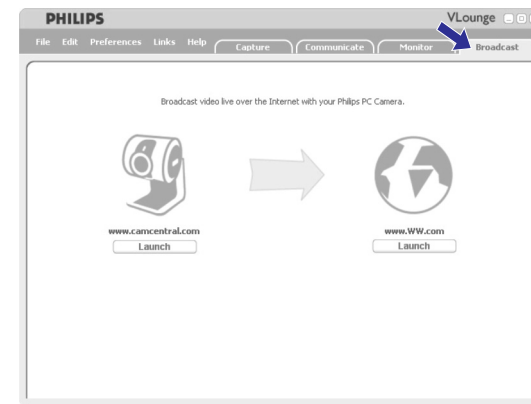 PHILIPS VLounge
File Edit Preferences Links Help Capture Communicate Monitor Broadcast
Broadcast video live over the Internet with your Philips PC Camera.
www.camcentral.com www.WW.com
Launch Launch